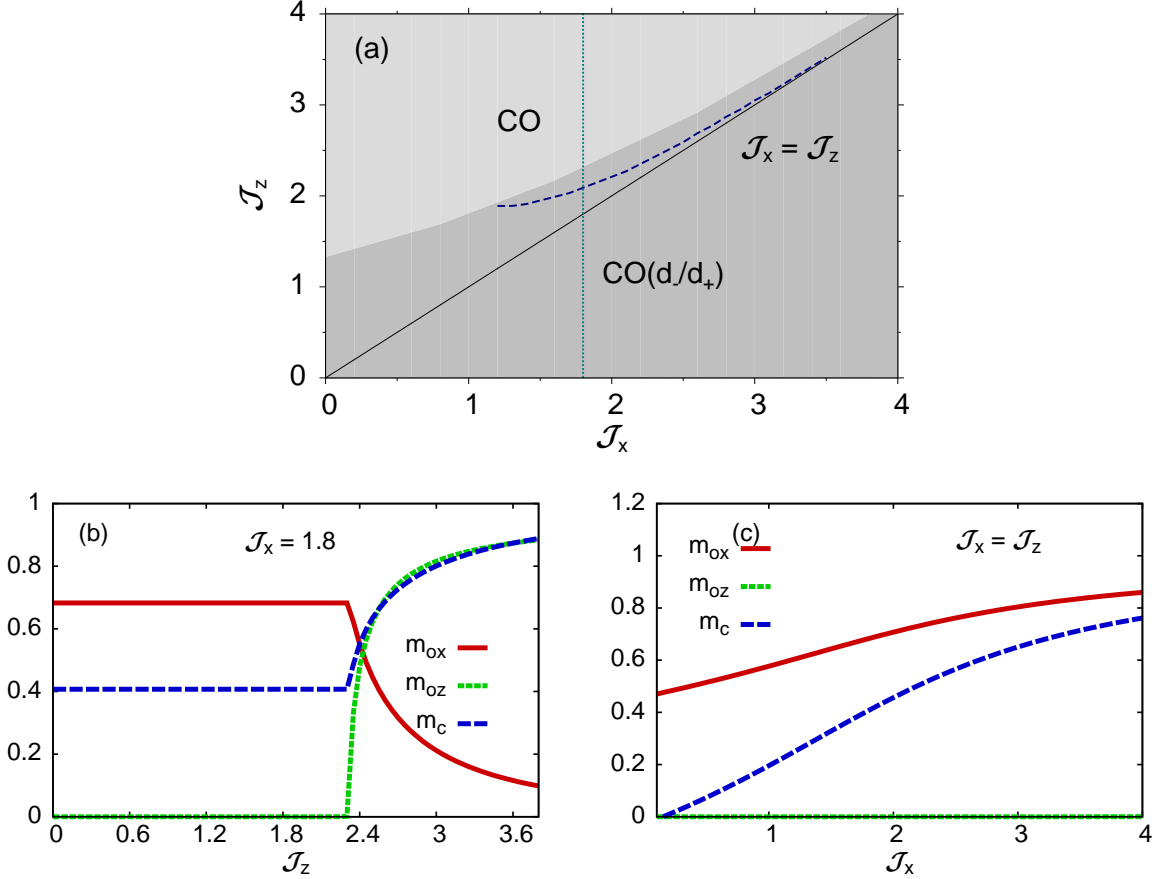 (a)
4
3
2
1
0
𝒥z
CO
𝒥x = 𝒥z
CO(d-/d+)
0 1 2 3 4
𝒥x
(b)
𝒥x = 1.8
1
0.8
0.6
0.4
0.2
0
mox
moz
mc
0 0.6 1.2 1.8 2.4 3 3.6
𝒥z
(c)
𝒥x = 𝒥z
1.2
1
0.8
0.6
0.4
0.2
0
mox
moz
mc
1 2 3 4
𝒥x